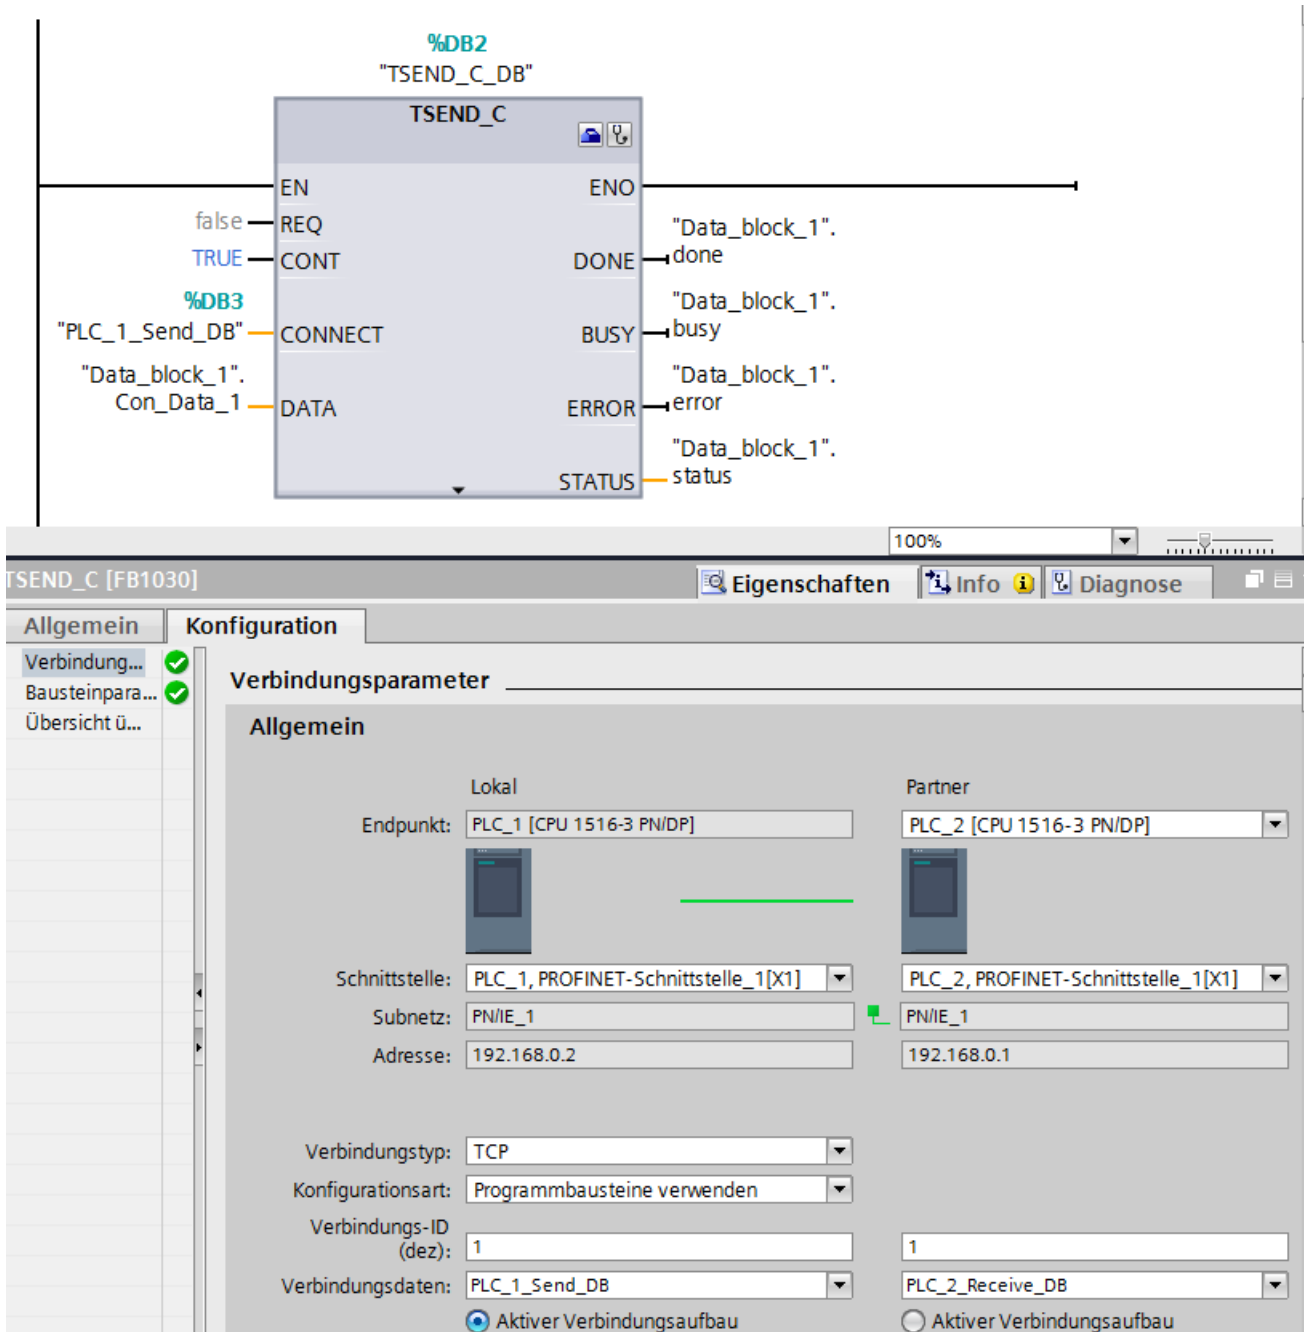 %DB2
"TSEND_C_DB"
TSEND_C
EN ENO
false REQ
"Data_block_1".
TRUE CONT DONE done
%DB3
"Data_block_1".
"PLC_1_Send_DB" CONNECT BUSY busy
"Data_block_1". "Data_block_1".
Con_Data_1 DATA ERROR error
"Data_block_1".
STATUS status
100%
TSEND_C [FB1030] Eigenschaften Info Diagnose
Allgemein Konfiguration
Verbindung...
Bausteinpara...
Übersicht ü...
Verbindungsparameter
Allgemein
Lokal Partner
Endpunkt: PLC_1 [CPU 1516-3 PN/DP] PLC_2 [CPU 1516-3 PN/DP]
Schnittstelle: PLC_1, PROFINET-Schnittstelle_1[X1] PLC_2, PROFINET-Schnittstelle_1[X1]
Subnetz: PN/IE_1 PN/IE_1
Adresse: 192.168.0.2 192.168.0.1
Verbindungstyp: TCP
Konfigurationsart: Programmbausteine verwenden
Verbindungs-ID
(dez): 1 1
Verbindungsdaten: PLC_1_Send_DB PLC_2_Receive_DB
Aktiver Verbindungsaufbau Aktiver Verbindungsaufbau